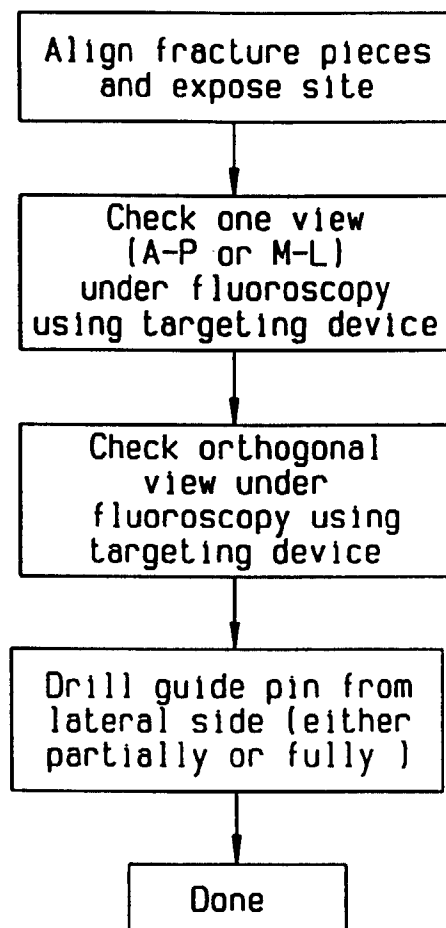 Align fracture pieces
and expose site
Check one view
(A-P or M-L)
under fluoroscopy
using targeting device
Check orthogonal
view under
fluoroscopy using
targeting device
Drill guide pin from
lateral side (either
partially or fully )
Done